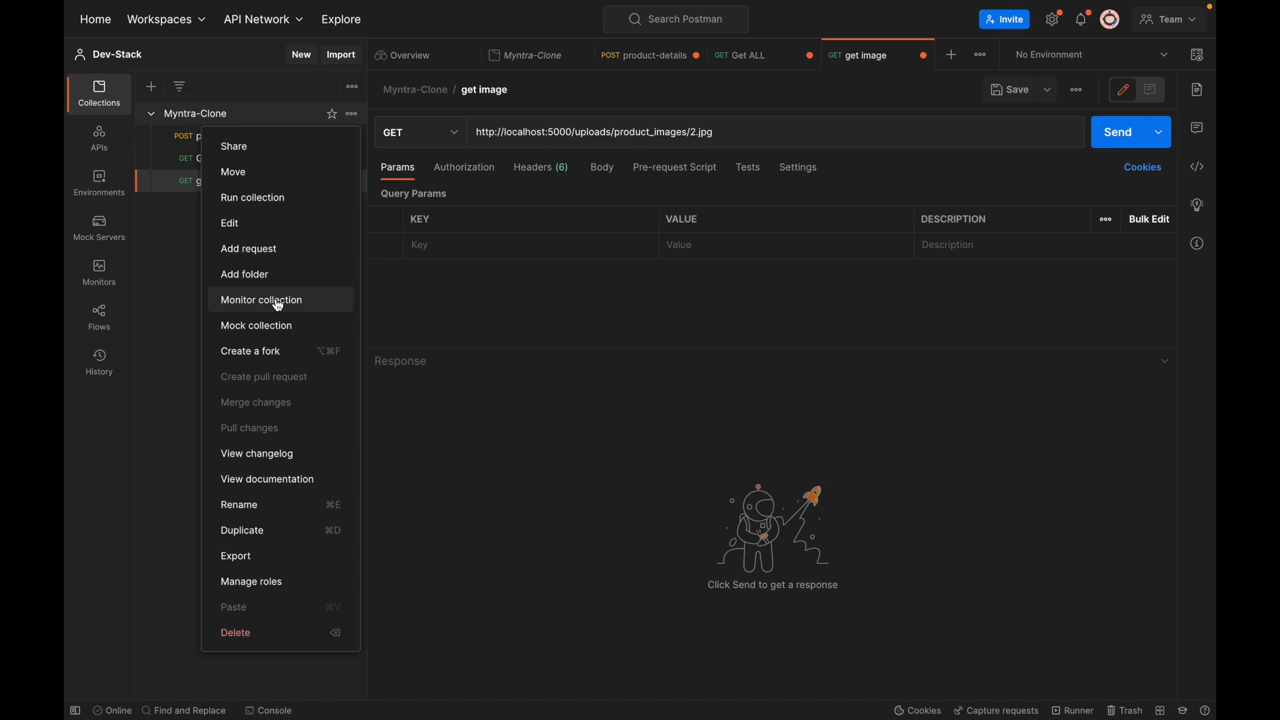 Home Workspaces API Network Explore Search Postman Invite Team
Dev-Stack New Import Overview Myntra-Clone POST product-details GET Get ALL GET get image No Environment
Collections
Myntra-Clone / get image Save
Myntra-Clone
POST p
GET G
GET g
GET http://localhost:5000/uploads/product_images/2.jpg Send
APIs
Environments
Mock Servers
Monitors
Flows
History
Share
Move
Run collection
Edit
Add request
Add folder
Monitor collection
Mock collection
Create a fork ⌥⌘F
Create pull request
Merge changes
Pull changes
View changelog
View documentation
Rename ⌘E
Duplicate ⌘D
Export
Manage roles
Paste ⌘V
Delete ⌫
Params Authorization Headers (6) Body Pre-request Script Tests Settings Cookies
Query Params
KEY VALUE DESCRIPTION Bulk Edit
Key Value Description
Response
Click Send to get a response
Online Find and Replace Console Cookies Capture requests Runner Trash